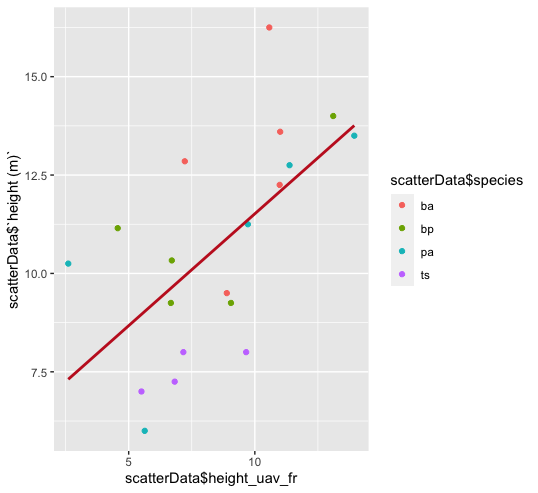 scatterData$`height (m)`
15.0
12.5
10.0
7.5
5
10
scatterData$height_uav_fr
scatterData$species
ba
bp
pa
ts